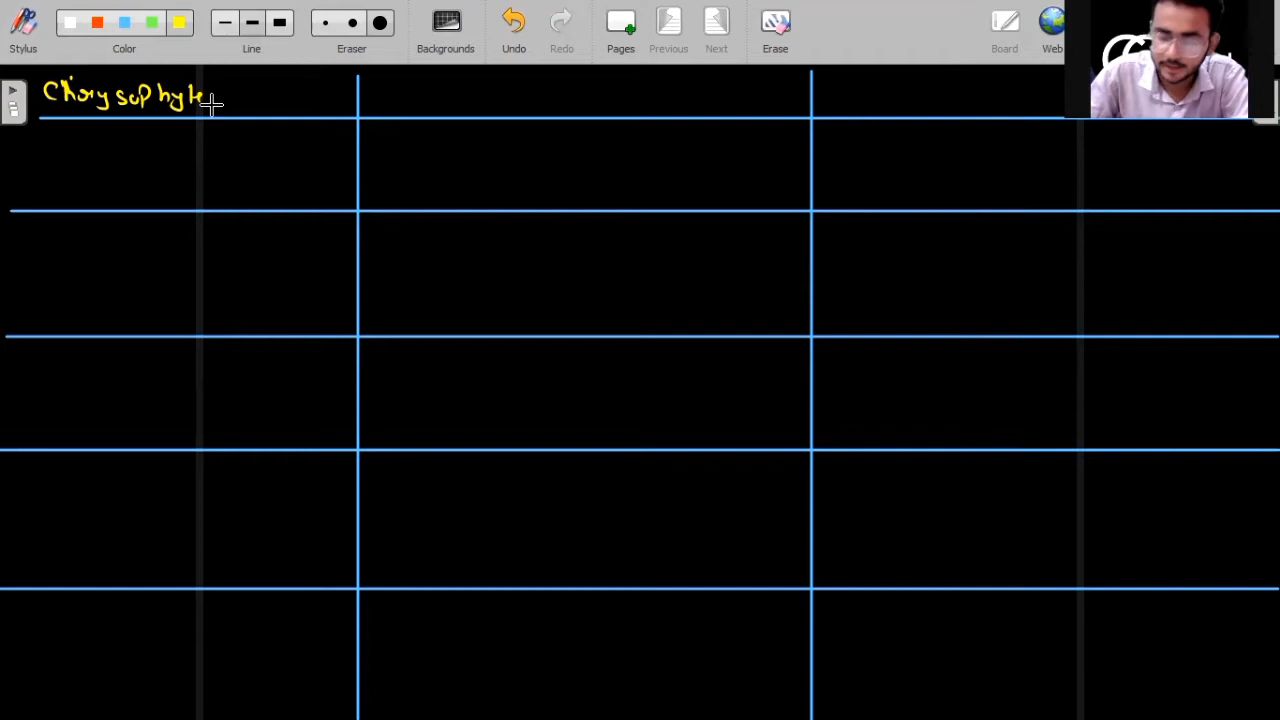 Stylus
Color
Line
Eraser
Backgrounds
Undo
Redo
Pages
Previous
Next
Erase
Board
Web
Chrysophyte